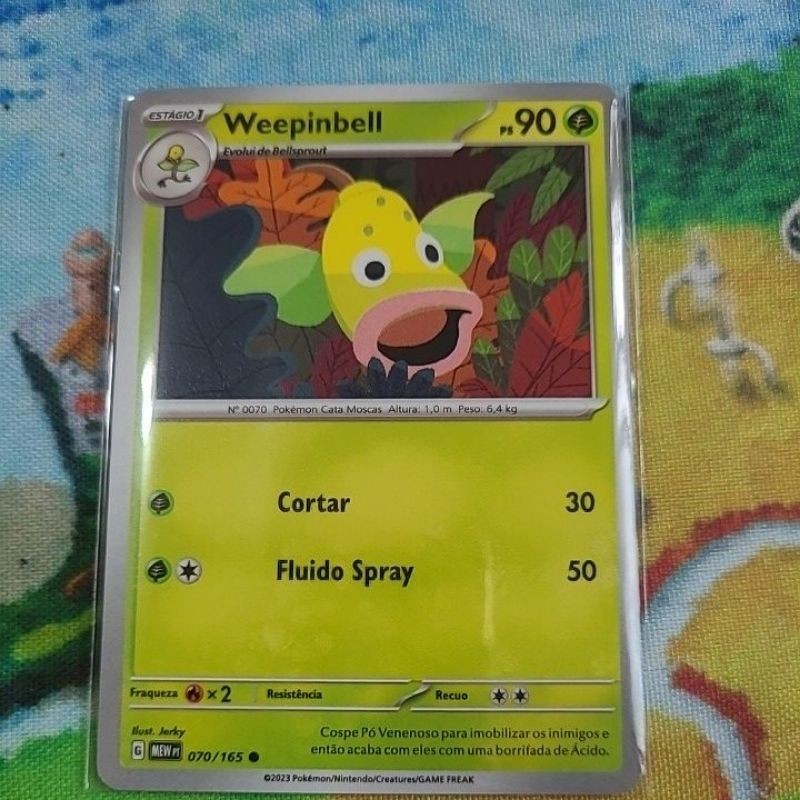 ESTÁGIO 1
Weepinbell
PS 90
Evolui de Bellsprout
Nº 0070 Pokémon Cata Moscas Altura: 1,0 m Peso: 6,4 kg
Cortar 30
Fluido Spray 50
Fraqueza ×2 Resistência Recuo
Ilust. Jerky
G MEW PT 070/165
Cospe Pó Venenoso para imobilizar os inimigos e
então acaba com eles com uma borrifada de Ácido.
©2023 Pokémon/Nintendo/Creatures/GAME FREAK